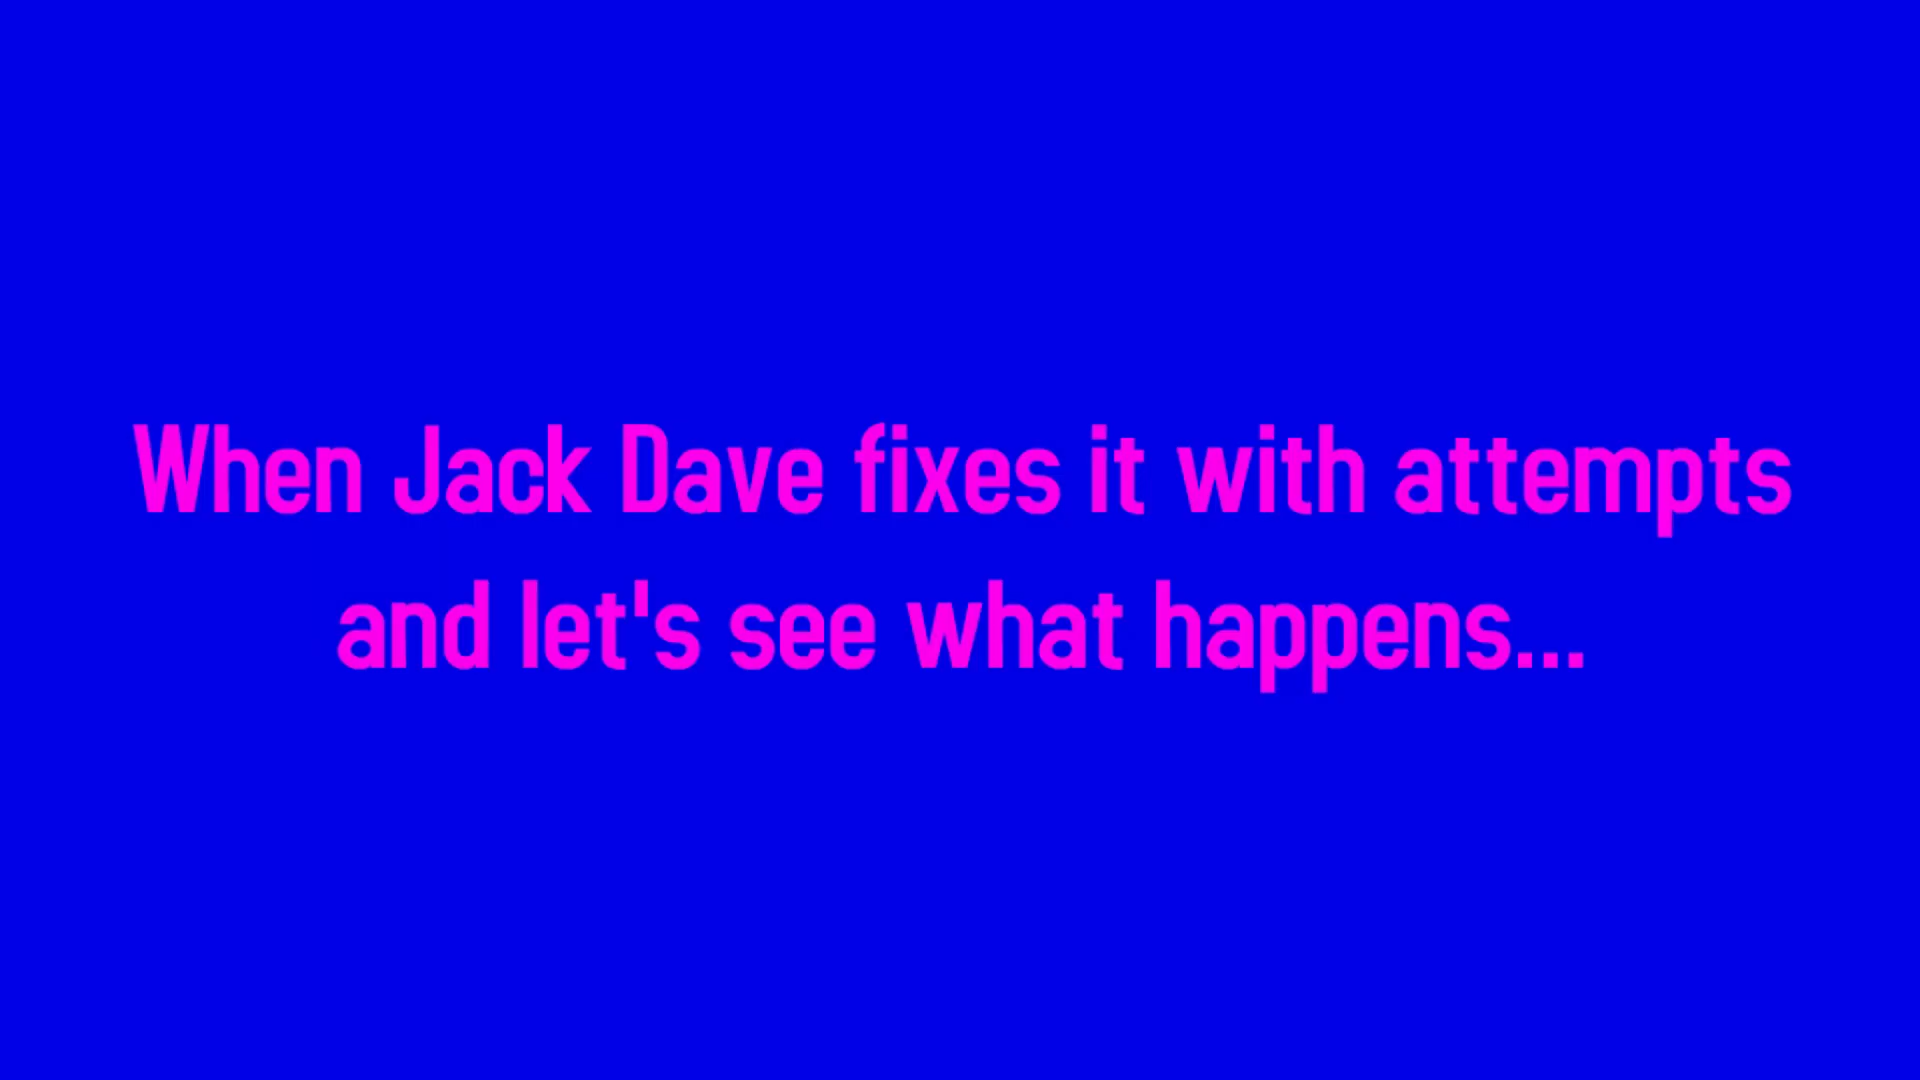 When Jack Dave fixes it with attempts
and let's see what happens...